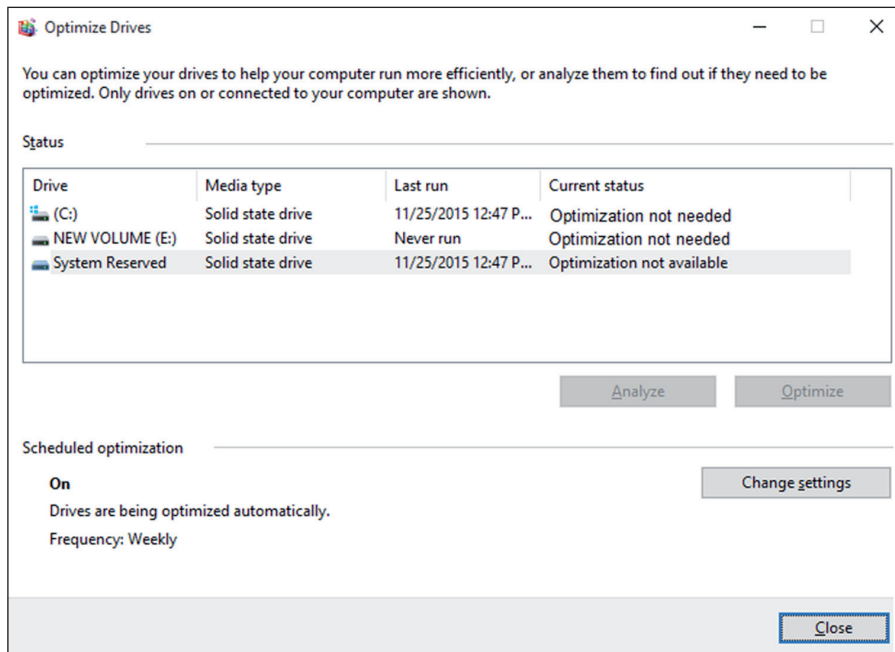 Optimize Drives
You can optimize your drives to help your computer run more efficiently, or analyze them to find out if they need to be
optimized. Only drives on or connected to your computer are shown.
Status
Drive Media type Last run Current status
(C:) Solid state drive 11/25/2015 12:47 P... Optimization not needed
NEW VOLUME (E:) Solid state drive Never run Optimization not needed
System Reserved Solid state drive 11/25/2015 12:47 P... Optimization not available
Analyze Optimize
Scheduled optimization
On Change settings
Drives are being optimized automatically.
Frequency: Weekly
Close